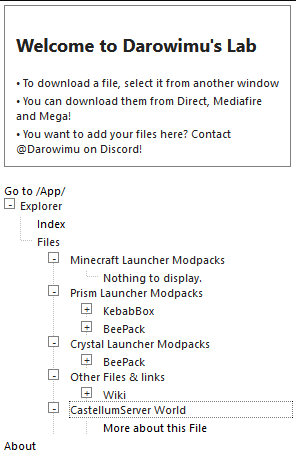 Welcome to Darowimu's Lab
• To download a file, select it from another window
• You can download them from Direct, Mediafire
and Mega!
• You want to add your files here? Contact
@Darowimu on Discord!
Go to /App/
Explorer
Index
Files
Minecraft Launcher Modpacks
Nothing to display.
Prism Launcher Modpacks
KebabBox
BeePack
Crystal Launcher Modpacks
BeePack
Other Files & links
Wiki
CastellumServer World
More about this File
About